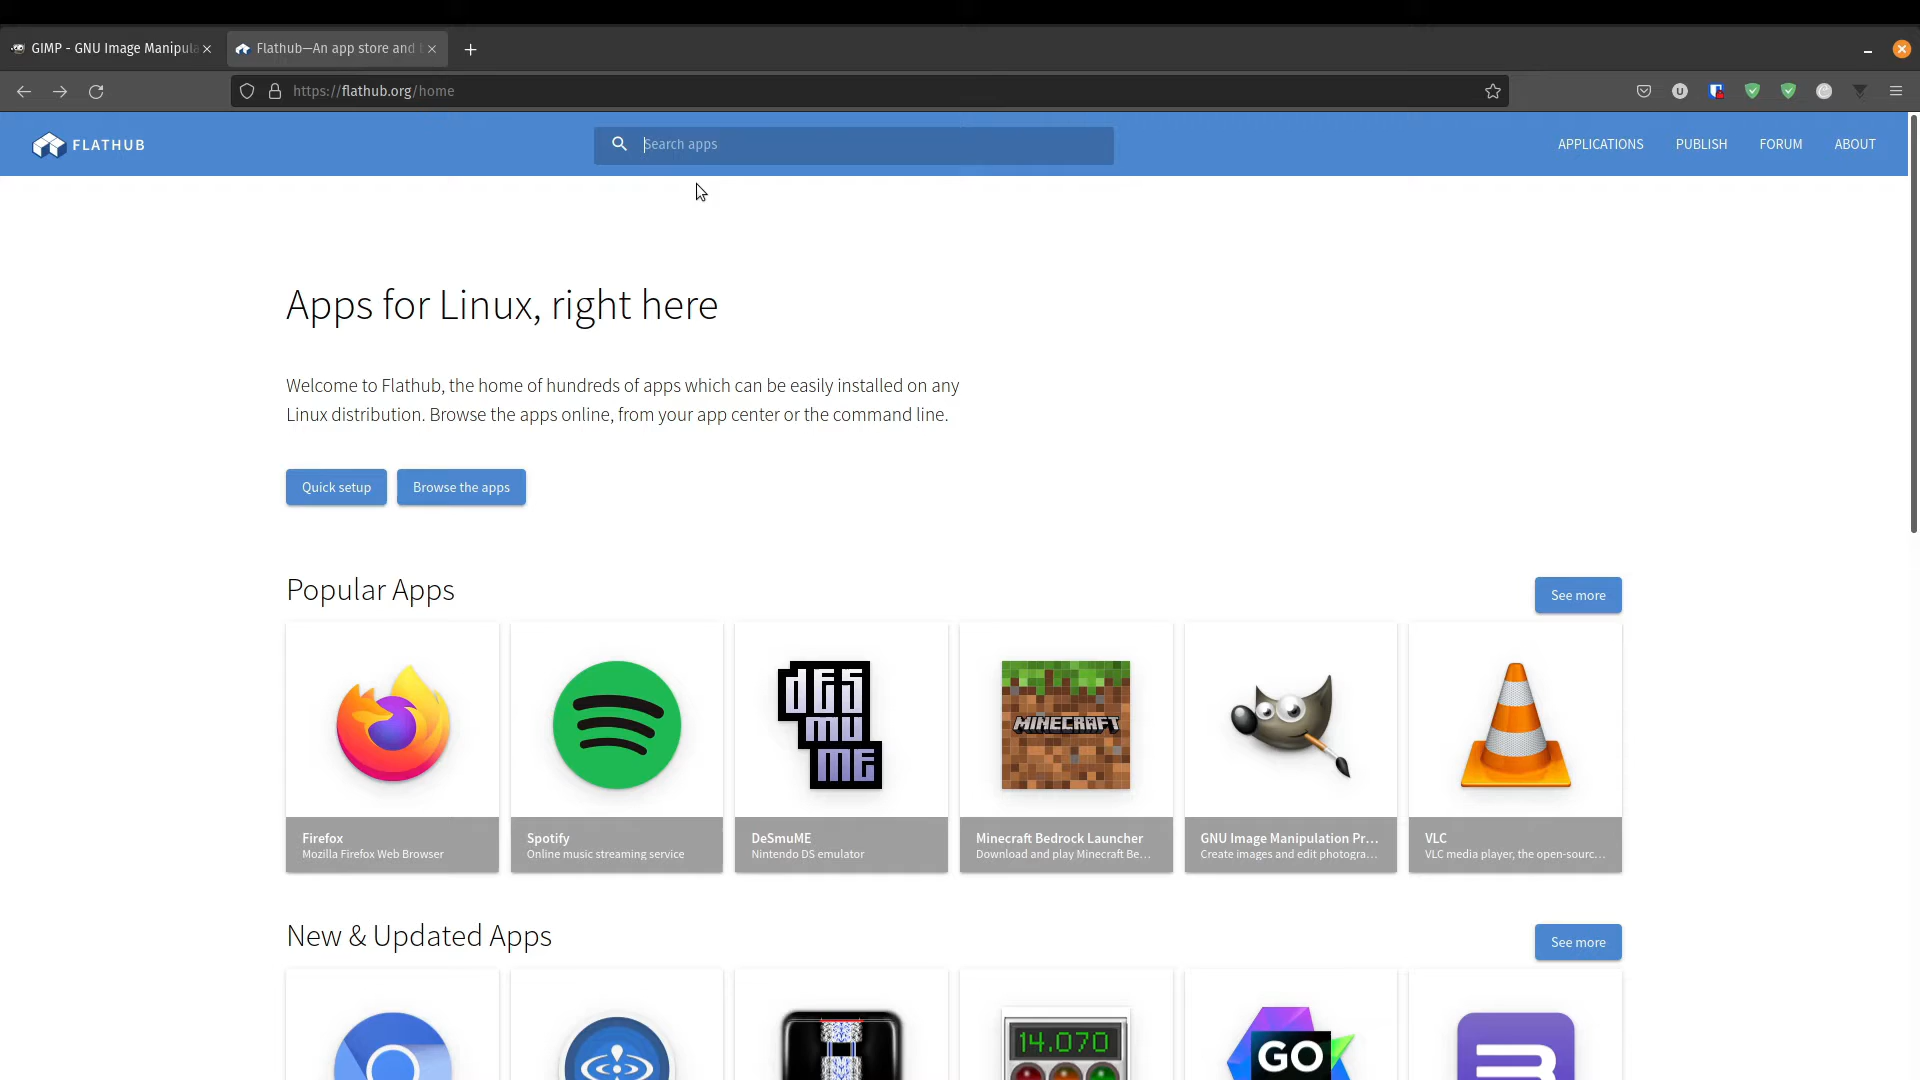 GIMP - GNU Image Manipula
Flathub—An app store and
https://flathub.org/home
FLATHUB
Search apps
APPLICATIONS
PUBLISH
FORUM
ABOUT
Apps for Linux, right here
Welcome to Flathub, the home of hundreds of apps which can be easily installed on any
Linux distribution. Browse the apps online, from your app center or the command line.
Quick setup
Browse the apps
Popular Apps
See more
DES
MU
ME
MINECRAFT
Firefox
Mozilla Firefox Web Browser
Spotify
Online music streaming service
DeSmuME
Nintendo DS emulator
Minecraft Bedrock Launcher
Download and play Minecraft Be...
GNU Image Manipulation Pr...
Create images and edit photogra...
VLC
VLC media player, the open-sourc...
New & Updated Apps
See more
14.070
GO